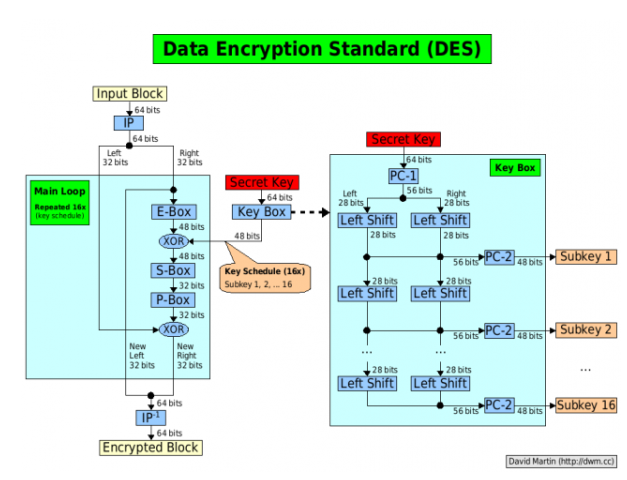 Data Encryption Standard (DES)
Input Block
64 bits
IP
64 bits
Left
32 bits
Right
32 bits
Main Loop
Repeated 16x
(key schedule)
E-Box
48 bits
XOR
48 bits
S-Box
32 bits
P-Box
32 bits
XOR
New
Left
32 bits
New
Right
32 bits
64 bits
IP-1
64 bits
Encrypted Block
Secret Key
64 bits
Key Box
48 bits
Key Schedule (16x)
Subkey 1, 2, ... 16
Secret Key
64 bits
Key Box
PC-1
56 bits
Left
28 bits
Right
28 bits
Left Shift
Left Shift
28 bits
28 bits
56 bits
PC-2
48 bits
Subkey 1
28 bits
28 bits
Left Shift
Left Shift
56 bits
PC-2
48 bits
Subkey 2
...
...
...
28 bits
28 bits
Left Shift
Left Shift
56 bits
PC-2
48 bits
Subkey 16
David Martin (http://dwm.cc)